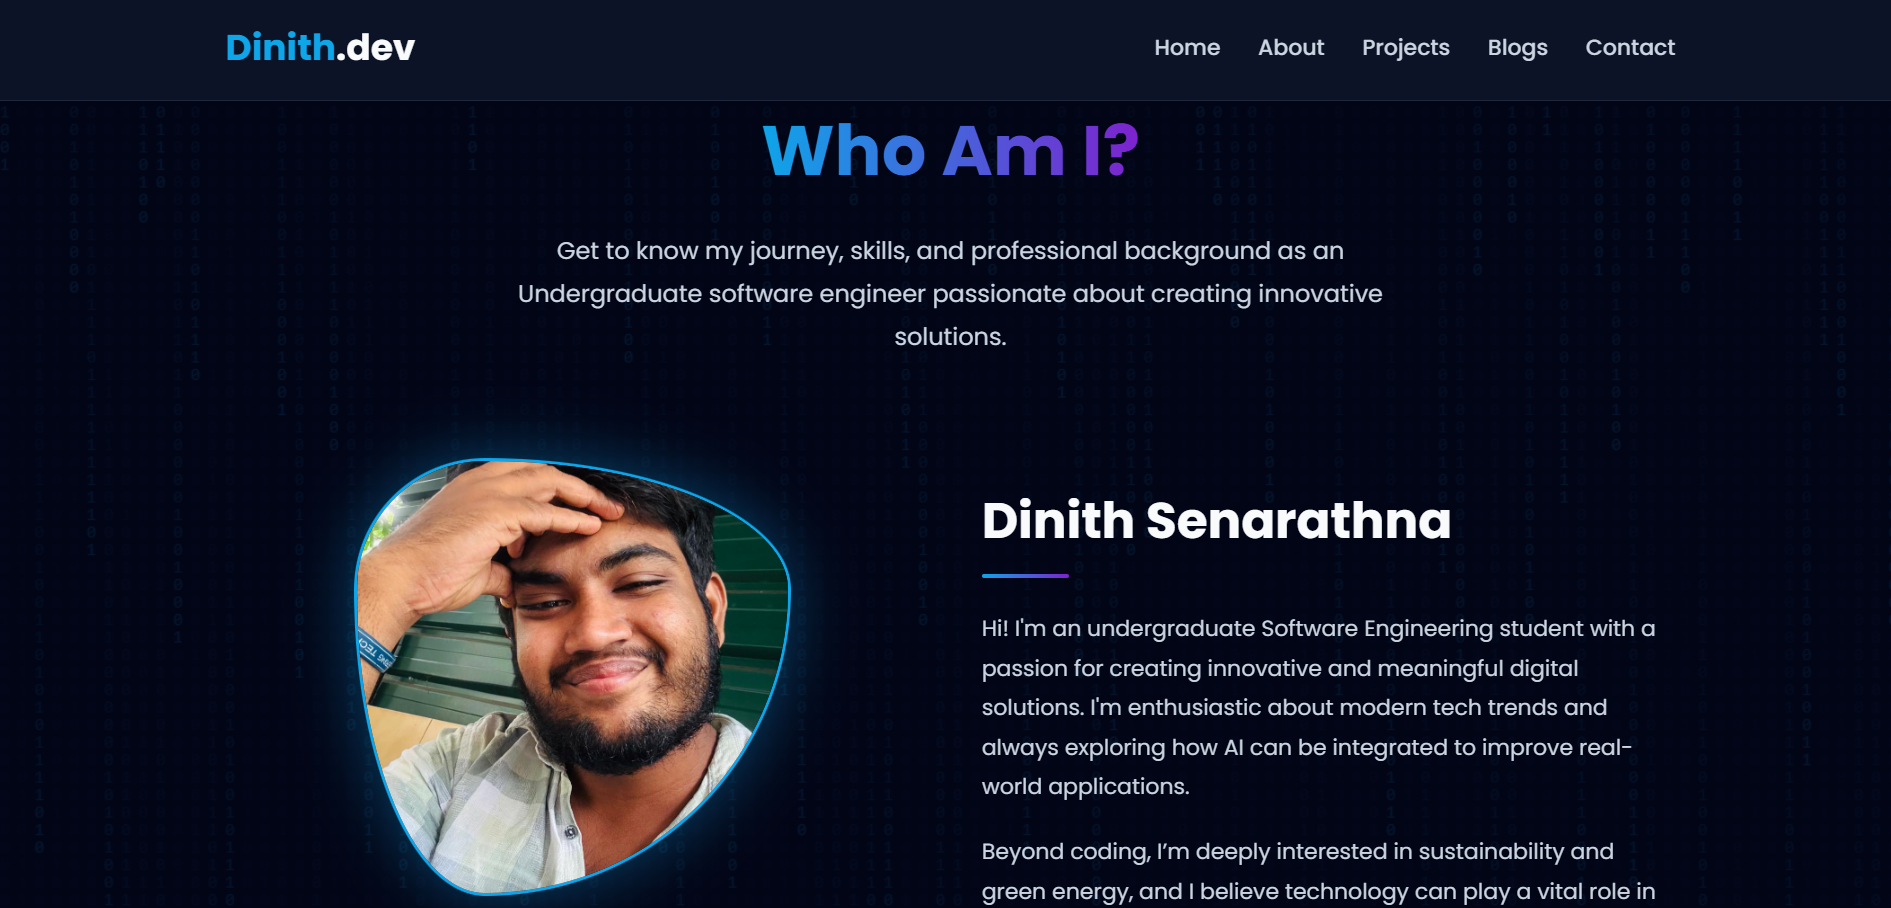 Dinith.dev
Home About Projects Blogs Contact
Who Am I?
Get to know my journey, skills, and professional background as an
Undergraduate software engineer passionate about creating innovative
solutions.
Dinith Senarathna
Hi! I'm an undergraduate Software Engineering student with a
passion for creating innovative and meaningful digital
solutions. I'm enthusiastic about modern tech trends and
always exploring how AI can be integrated to improve real-
world applications.
Beyond coding, I’m deeply interested in sustainability and
green energy, and I believe technology can play a vital role in